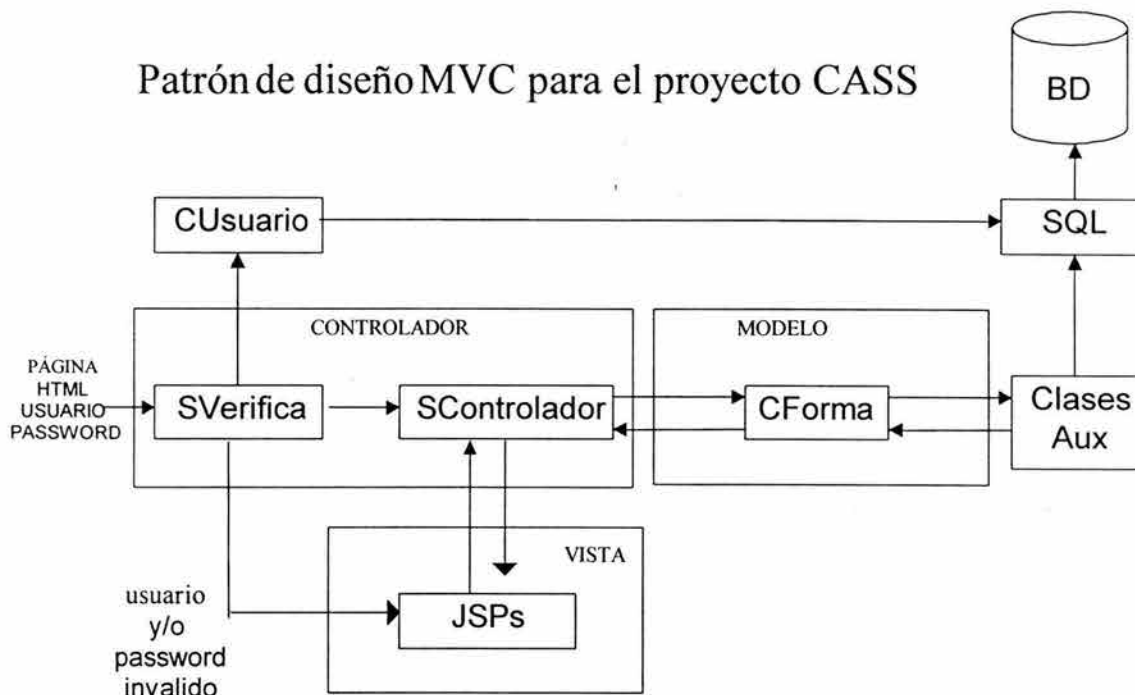 Patrón de diseño MVC para el proyecto CASS
BD
CUsuario
SQL
CONTROLADOR
MODELO
PÁGINA
HTML
USUARIO
PASSWORD
SVerifica
SControlador
CForma
Clases
Aux
VISTA
JSPs
usuario
y/o
password
invalido